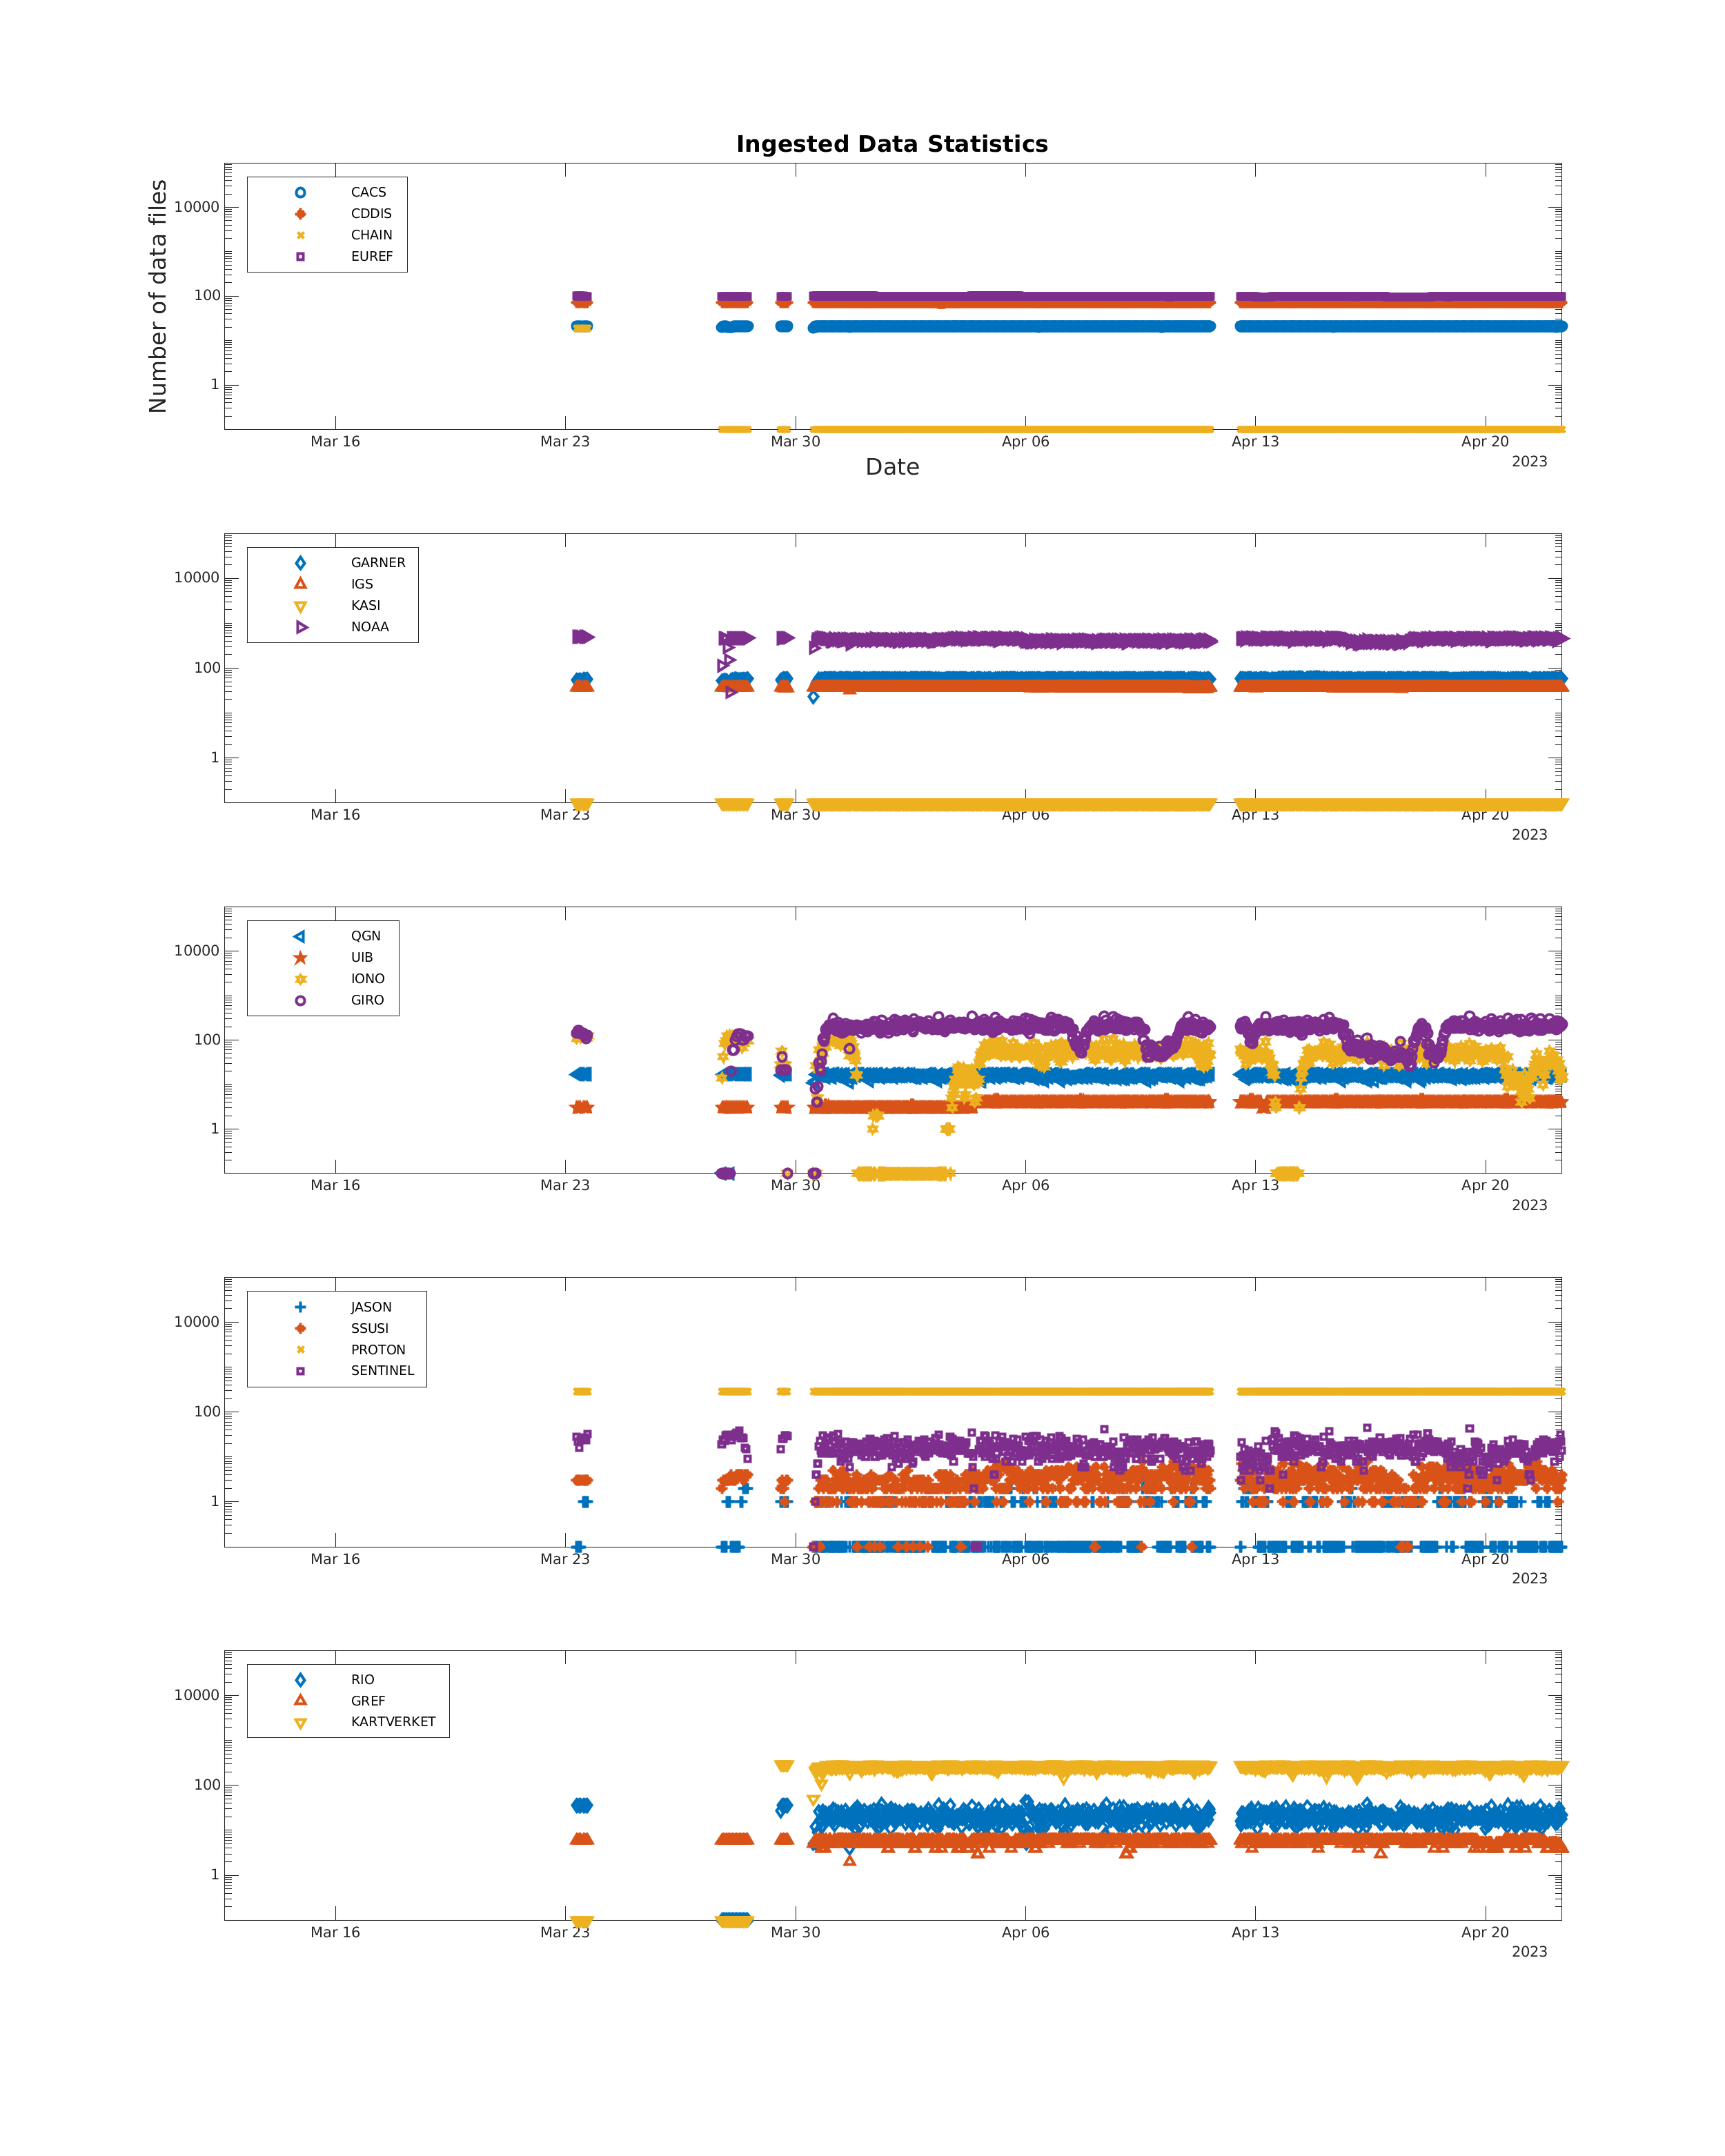 Ingested Data Statistics
Number of data files
CACS
CDDIS
CHAIN
EUREF
10000
100
1
Mar 16 Mar 23 Mar 30 Apr 06 Apr 13 Apr 20
2023
Date
GARNER
IGS
KASI
NOAA
10000
100
1
Mar 16 Mar 23 Mar 30 Apr 06 Apr 13 Apr 20
2023
QGN
UIB
IONO
GIRO
10000
100
1
Mar 16 Mar 23 Mar 30 Apr 06 Apr 13 Apr 20
2023
JASON
SSUSI
PROTON
SENTINEL
10000
100
1
Mar 16 Mar 23 Mar 30 Apr 06 Apr 13 Apr 20
2023
RIO
GREF
KARTVERKET
10000
100
1
Mar 16 Mar 23 Mar 30 Apr 06 Apr 13 Apr 20
2023